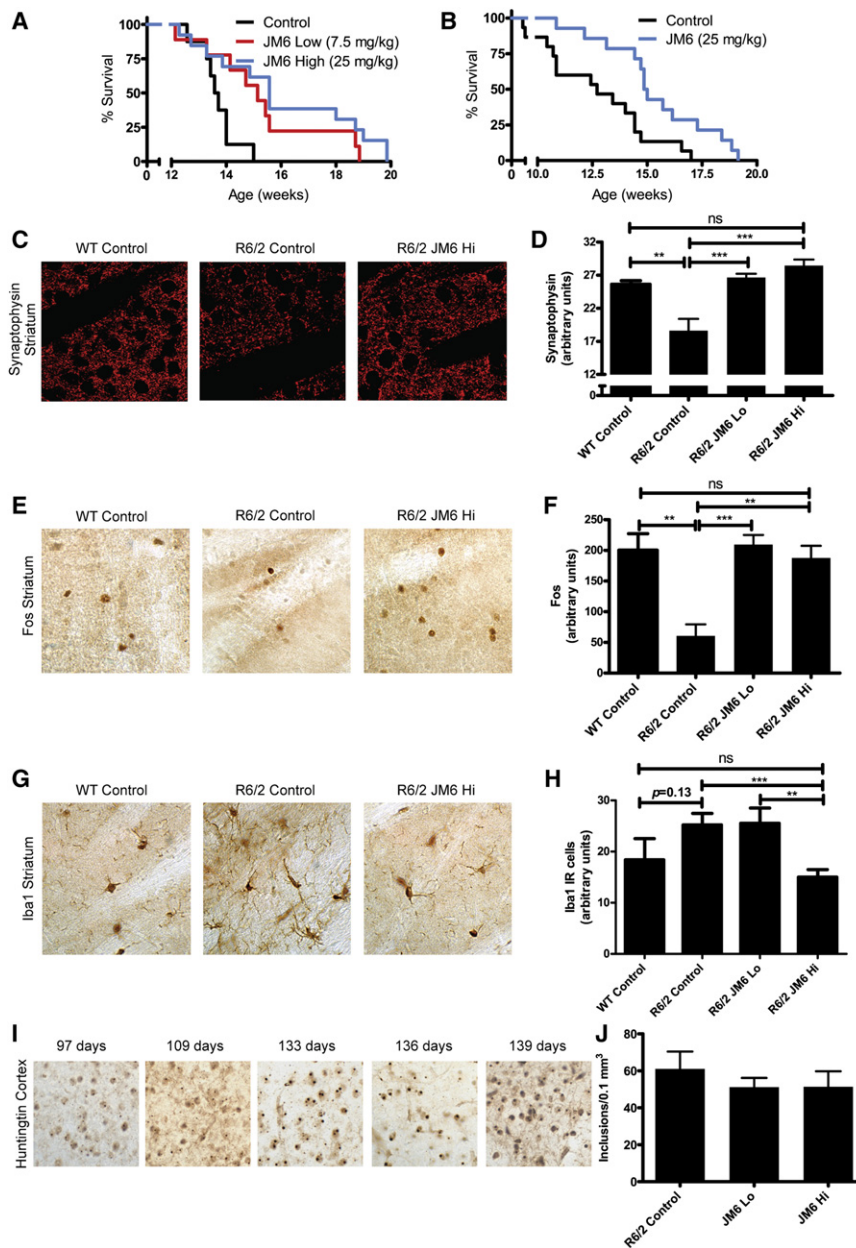 A
Control
JM6 Low (7.5 mg/kg)
JM6 High (25 mg/kg)
% Survival
100
75
50
25
0
0 12 14 16 18 20
Age (weeks)
B
Control
JM6 (25 mg/kg)
% Survival
100
75
50
25
0
0 10.0 12.5 15.0 17.5 20.0
Age (weeks)
C
WT Control
R6/2 Control
R6/2 JM6 Hi
Synaptophysin
Striatum
D
ns
***
** ***
Synaptophysin
(arbitrary units)
32
27
22
17
12
0
WT Control
R6/2 Control
R6/2 JM6 Lo
R6/2 JM6 Hi
E
WT Control
R6/2 Control
R6/2 JM6 Hi
Fos Striatum
F
ns
**
** ***
Fos
(arbitrary units)
250
200
150
100
50
0
WT Control
R6/2 Control
R6/2 JM6 Lo
R6/2 JM6 Hi
G
WT Control
R6/2 Control
R6/2 JM6 Hi
Iba1 Striatum
H
ns
***
p=0.13 **
Iba1 IR cells
(arbitrary units)
30
20
10
0
WT Control
R6/2 Control
R6/2 JM6 Lo
R6/2 JM6 Hi
I
97 days
109 days
133 days
136 days
139 days
Huntingtin Cortex
J
Inclusions/0.1 mm³
80
60
40
20
0
R6/2 Control
JM6 Lo
JM6 Hi